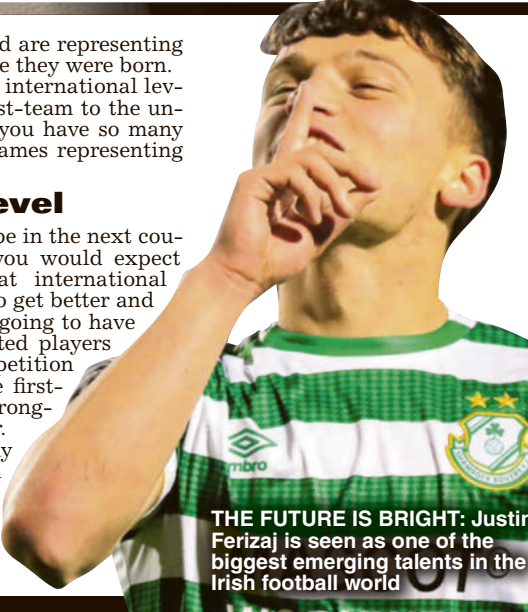 d are representing
e they were born.
international lev-
st-team to the un-
you have so many
ames representing
evel
be in the next cou-
you would expect
at international
o get better and
going to have
ted players
petition
e first-
rong-
r.
y
umbro
SHAMROCK ROVERS
THE FUTURE IS BRIGHT: Justin
Ferizaj is seen as one of the
biggest emerging talents in the
Irish football world